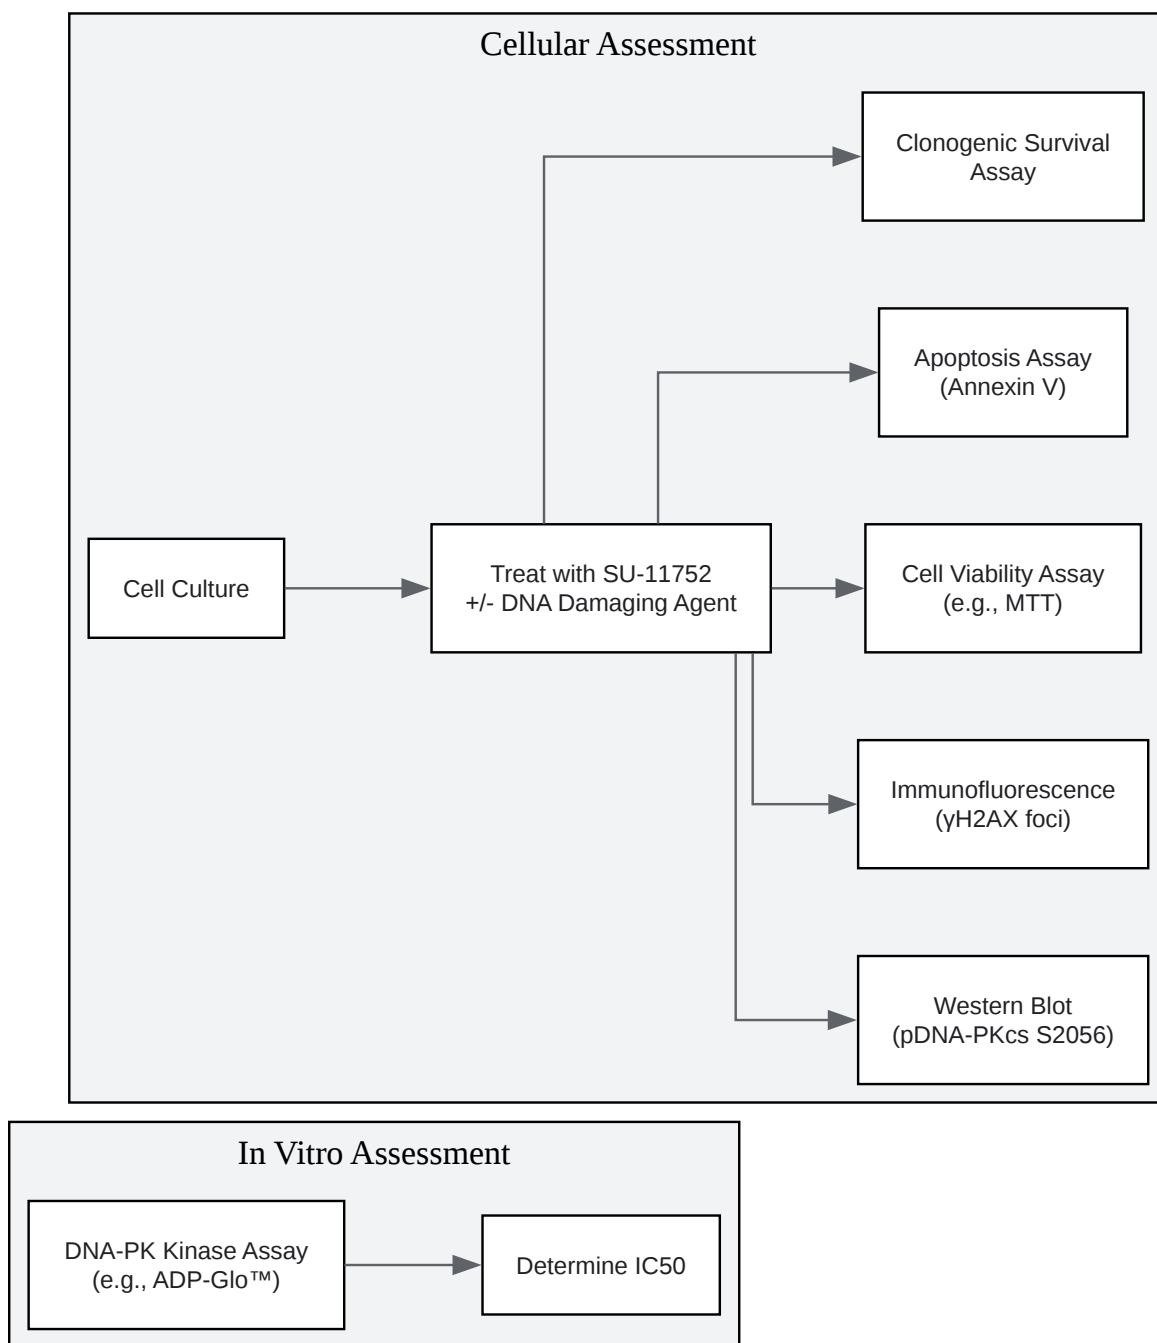 Cellular Assessment
Clonogenic Survival
Assay
Apoptosis Assay
(Annexin V)
Cell Culture
Treat with SU-11752
+/- DNA Damaging Agent
Cell Viability Assay
(e.g., MTT)
Immunofluorescence
(γH2AX foci)
Western Blot
(pDNA-PKcs S2056)
In Vitro Assessment
DNA-PK Kinase Assay
(e.g., ADP-Glo™)
Determine IC50